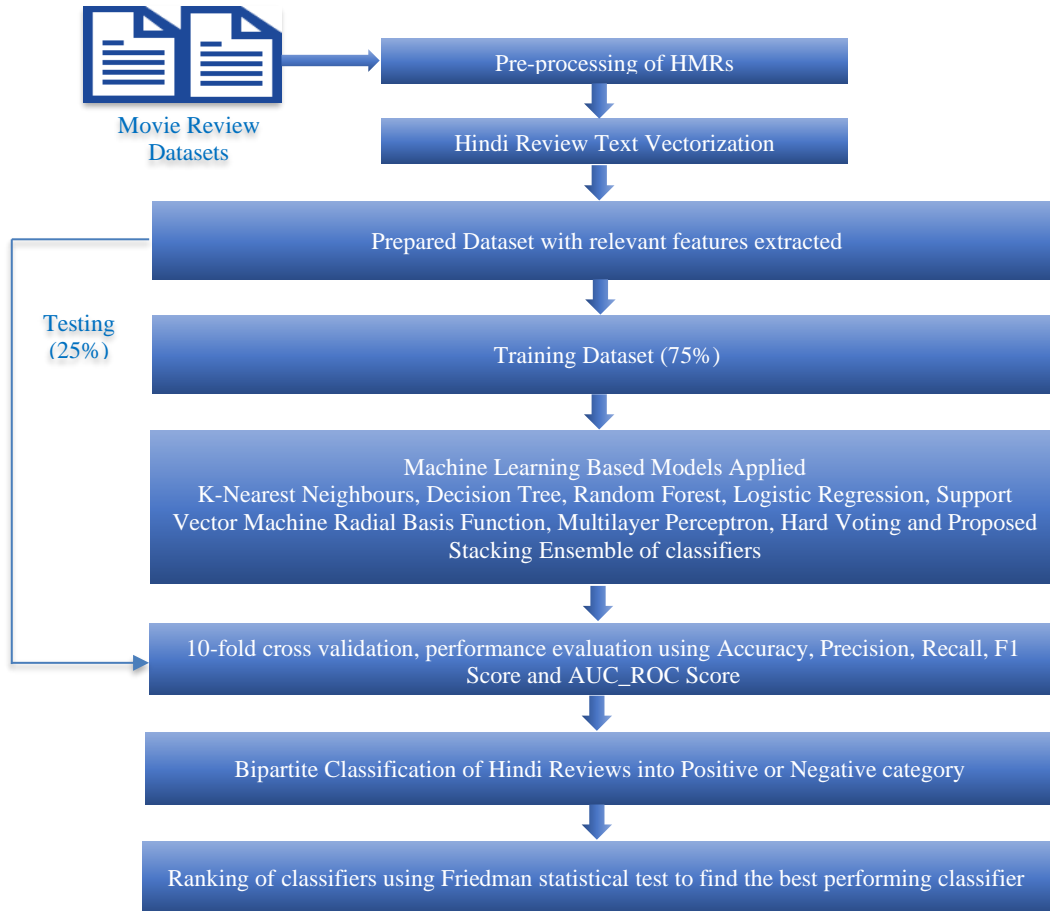 Movie Review
Datasets
Pre-processing of HMRs
Hindi Review Text Vectorization
Prepared Dataset with relevant features extracted
Testing
(25%)
Training Dataset (75%)
Machine Learning Based Models Applied
K-Nearest Neighbours, Decision Tree, Random Forest, Logistic Regression, Support
Vector Machine Radial Basis Function, Multilayer Perceptron, Hard Voting and Proposed
Stacking Ensemble of classifiers
10-fold cross validation, performance evaluation using Accuracy, Precision, Recall, F1
Score and AUC_ROC Score
Bipartite Classification of Hindi Reviews into Positive or Negative category
Ranking of classifiers using Friedman statistical test to find the best performing classifier